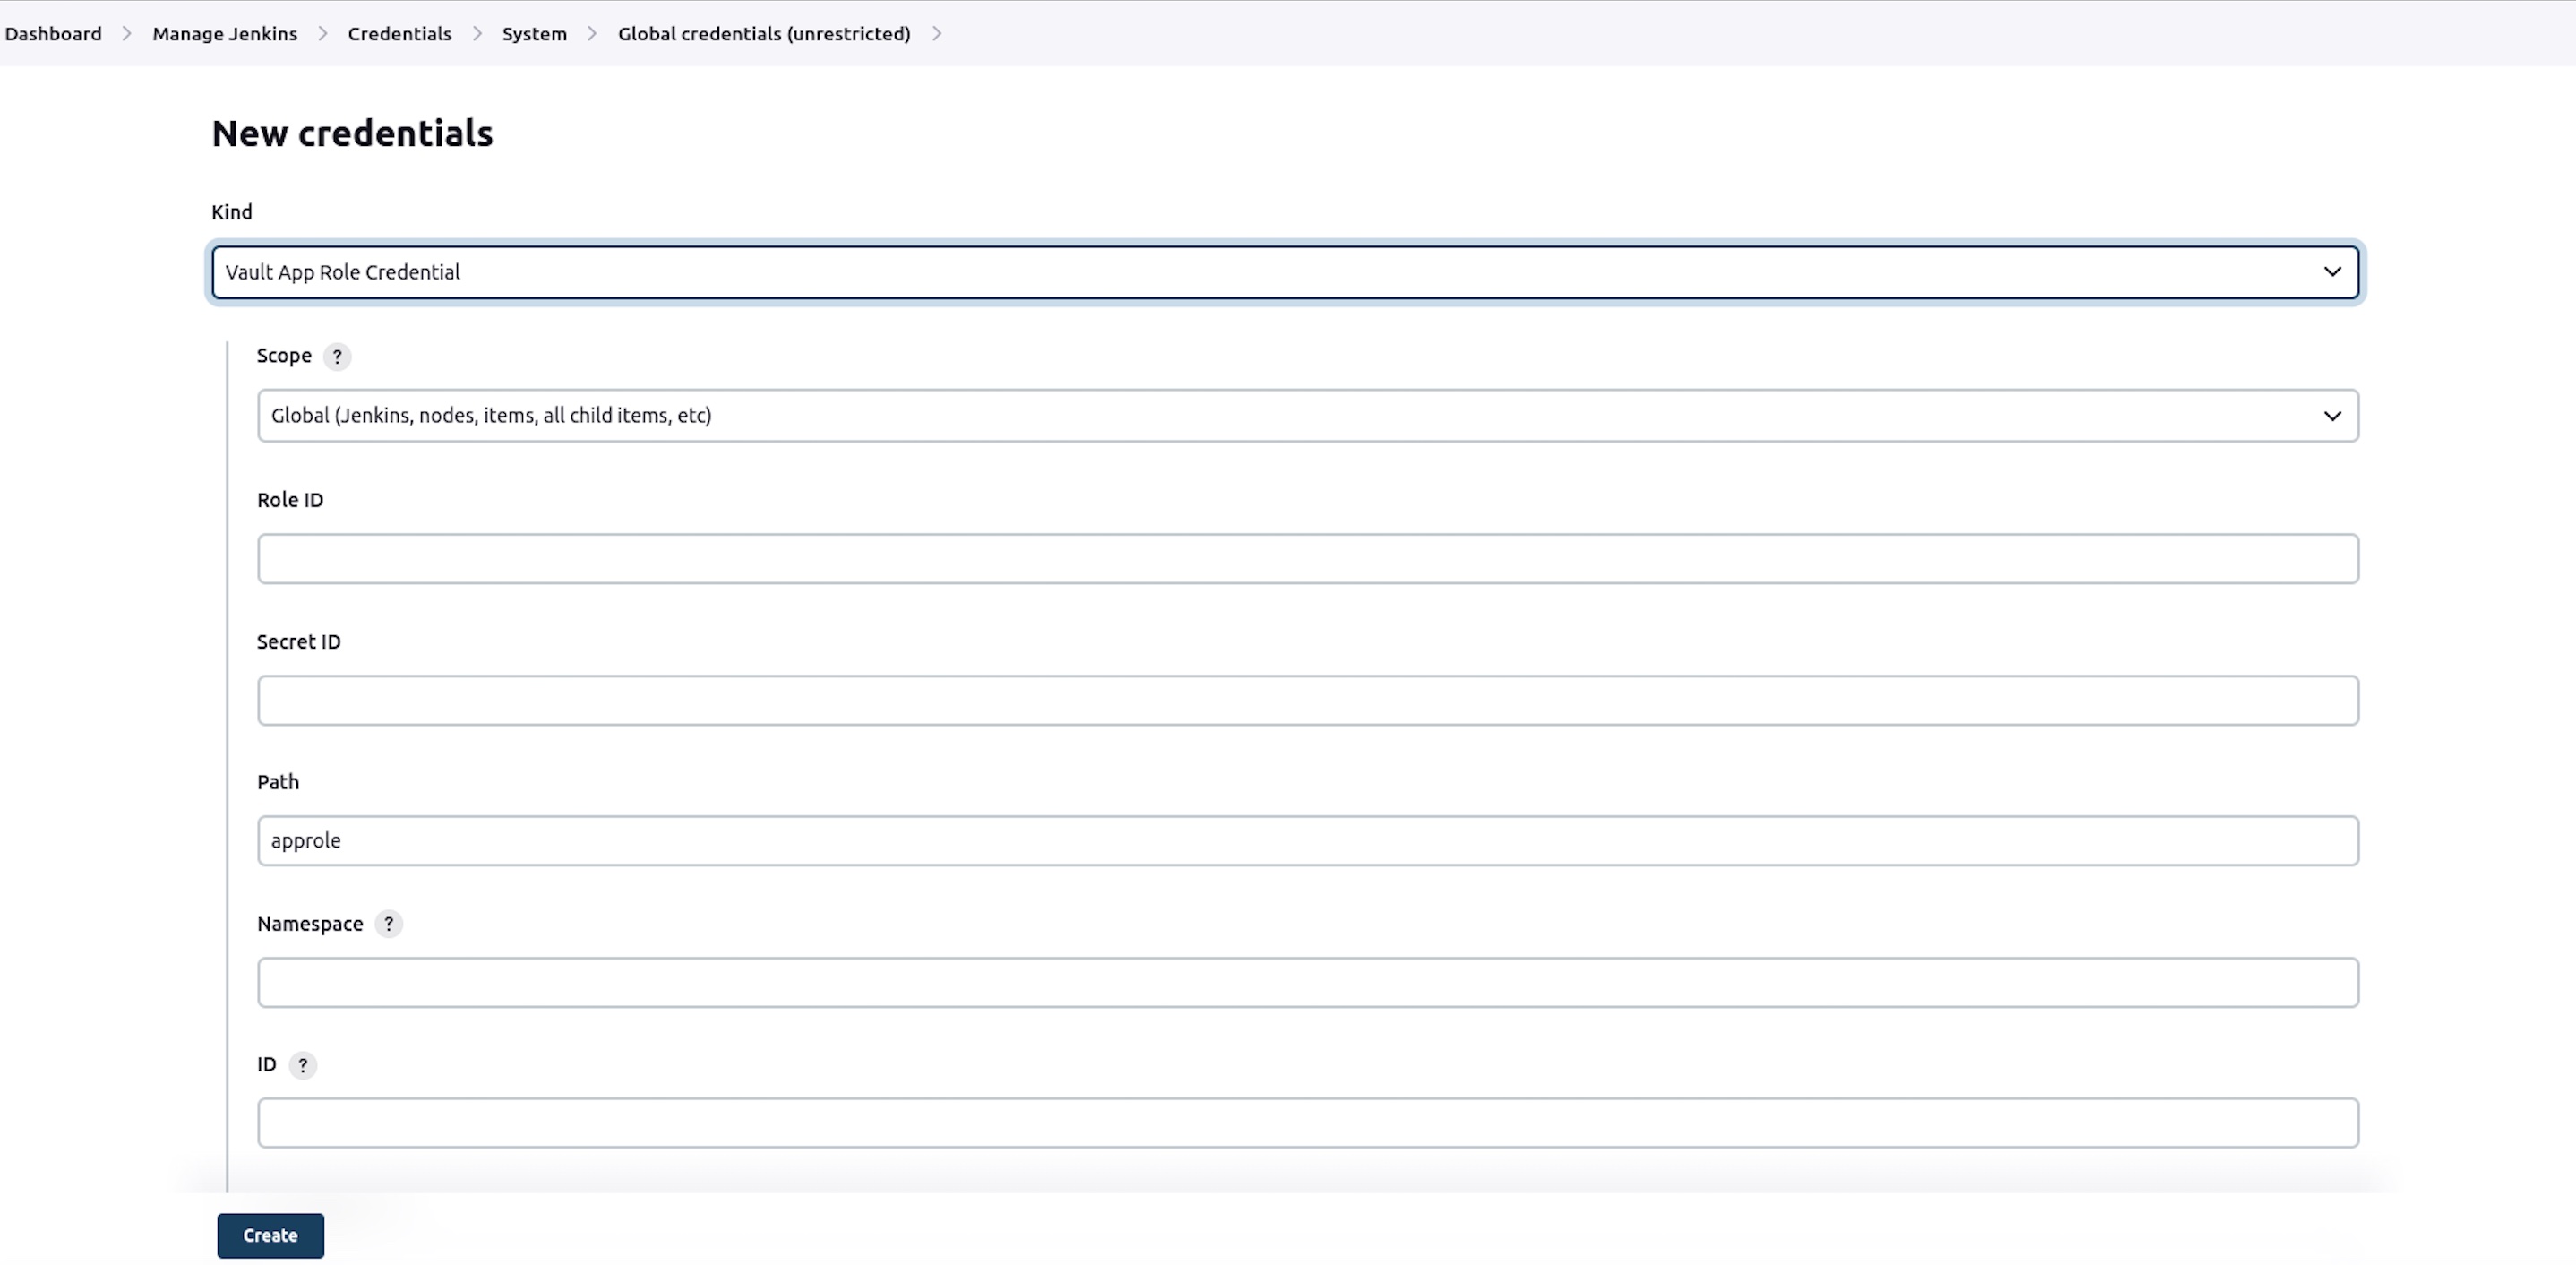 Dashboard > Manage Jenkins > Credentials > System > Global credentials (unrestricted) >
New credentials
Kind
Vault App Role Credential
Scope ?
Global (Jenkins, nodes, items, all child items, etc)
Role ID
Secret ID
Path
approle
Namespace ?
ID ?
Create